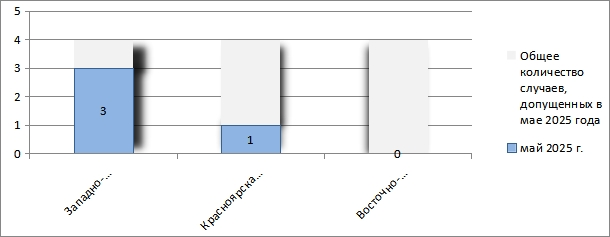 5
4
3
2
1
0
3
1
0
Западно-...
Красноярска...
Восточно-...
Общее
количество
случаев,
допущенных в
мае 2025 года
май 2025 г.